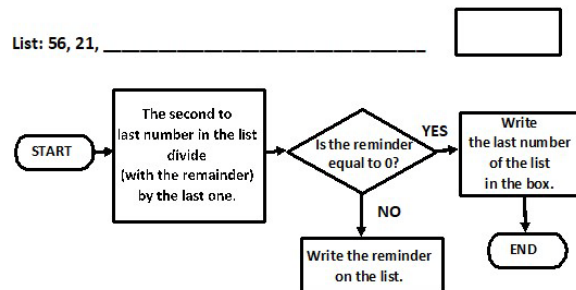 List: 56, 21, ___________________________________
START
The second to
last number in the list
divide
(with the remainder)
by the last one.
Is the reminder
equal to 0?
YES
Write
the last number
of the list
in the box.
NO
END
Write the reminder
on the list.